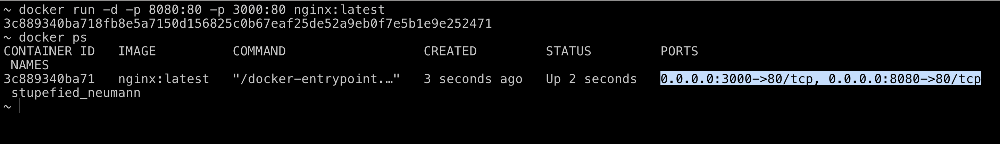 ~ docker run -d -p 8080:80 -p 3000:80 nginx:latest
3c889340ba718fb8e5a7150d156825c0b67eaf25de52a9eb0f7e5b1e9e252471
~ docker ps
CONTAINER ID   IMAGE          COMMAND                  CREATED         STATUS         PORTS
 NAMES
3c889340ba71   nginx:latest   "/docker-entrypoint.…"   3 seconds ago   Up 2 seconds   0.0.0.0:3000->80/tcp, 0.0.0.0:8080->80/tcp
 stupefied_neumann
~